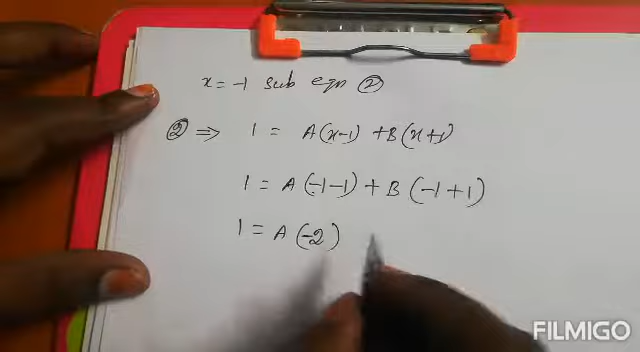 x = -1 sub eqn ②
② ⇒ 1 = A(x-1) + B(x+1)
1 = A(-1-1) + B(-1+1)
1 = A(-2)
FILMIGO